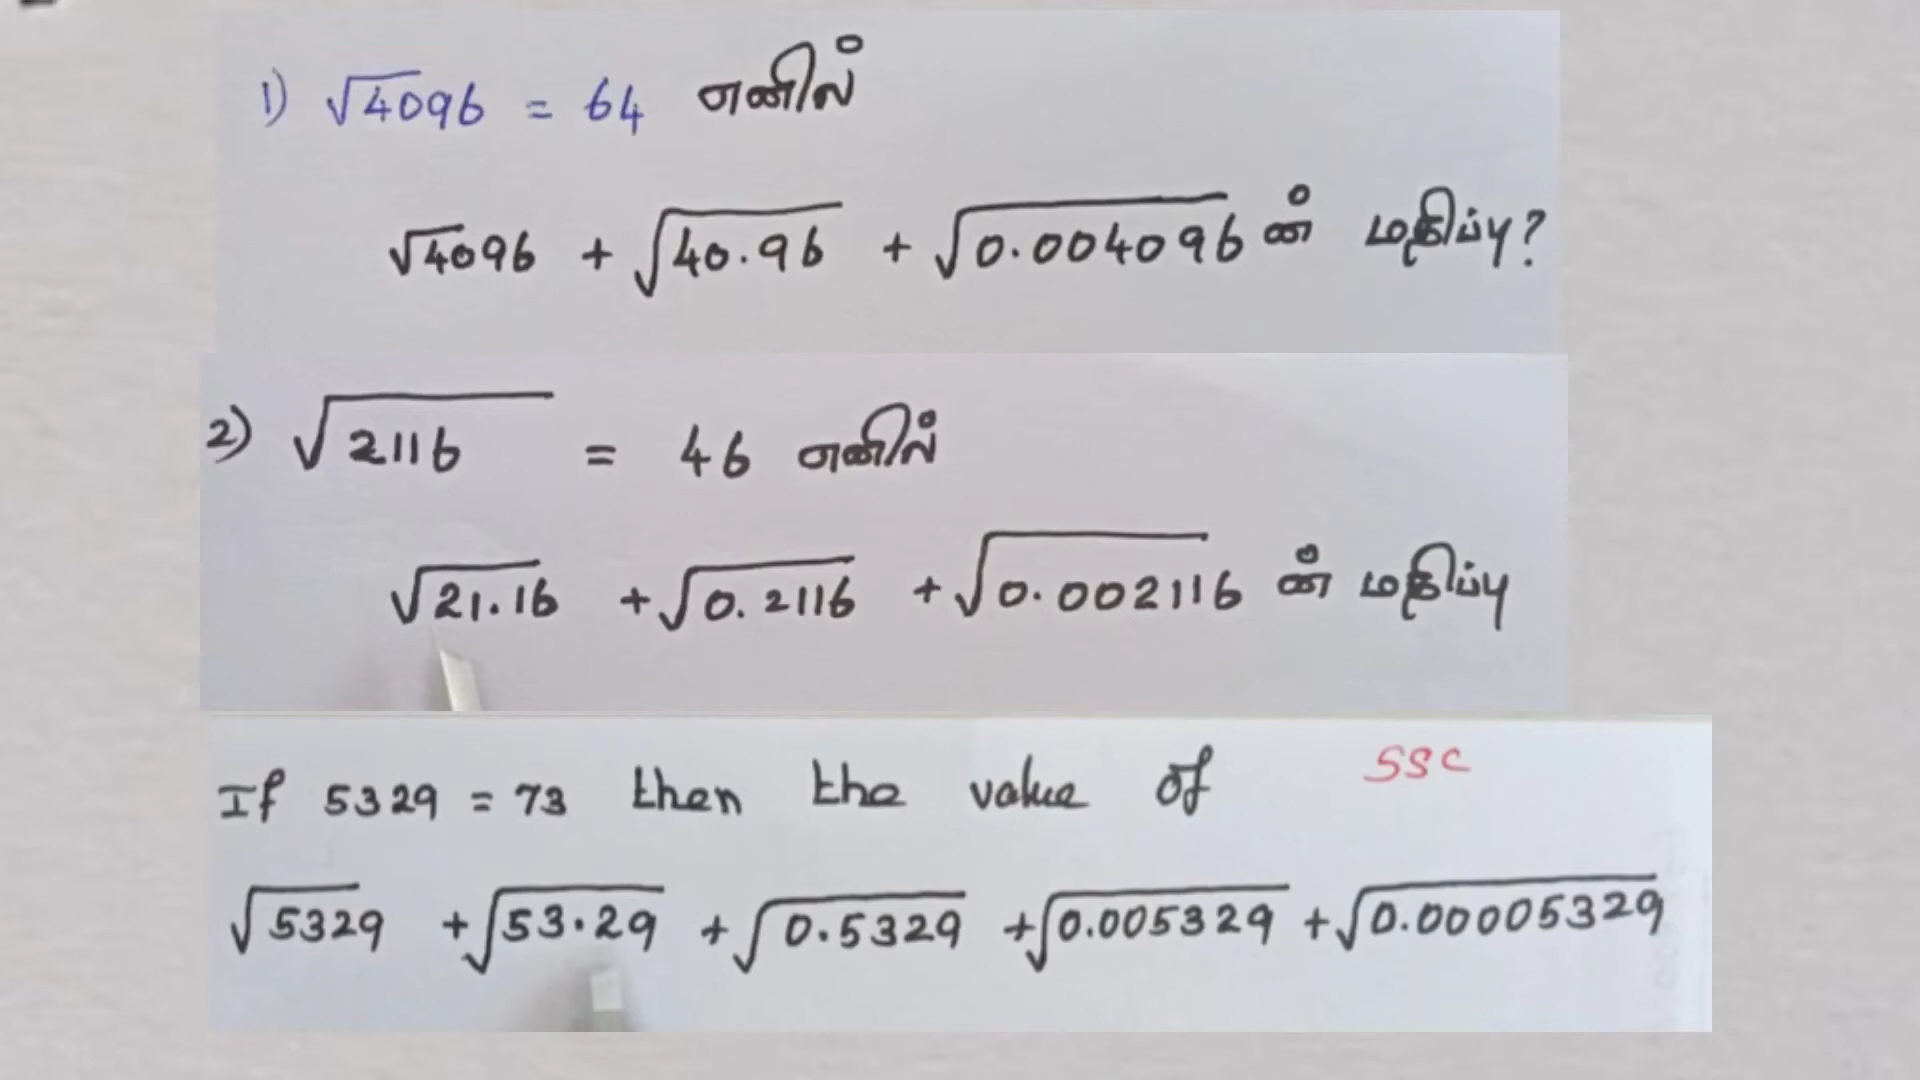 1) √4096 = 64 எனில்
√4096 + √40.96 + √0.004096 ன் மதிப்பு?
2) √2116 = 46 எனில்
√21.16 + √0.2116 + √0.002116 ன் மதிப்பு
SSC
If 5329 = 73 then the value of
√5329 + √53.29 + √0.5329 + √0.005329 + √0.00005329